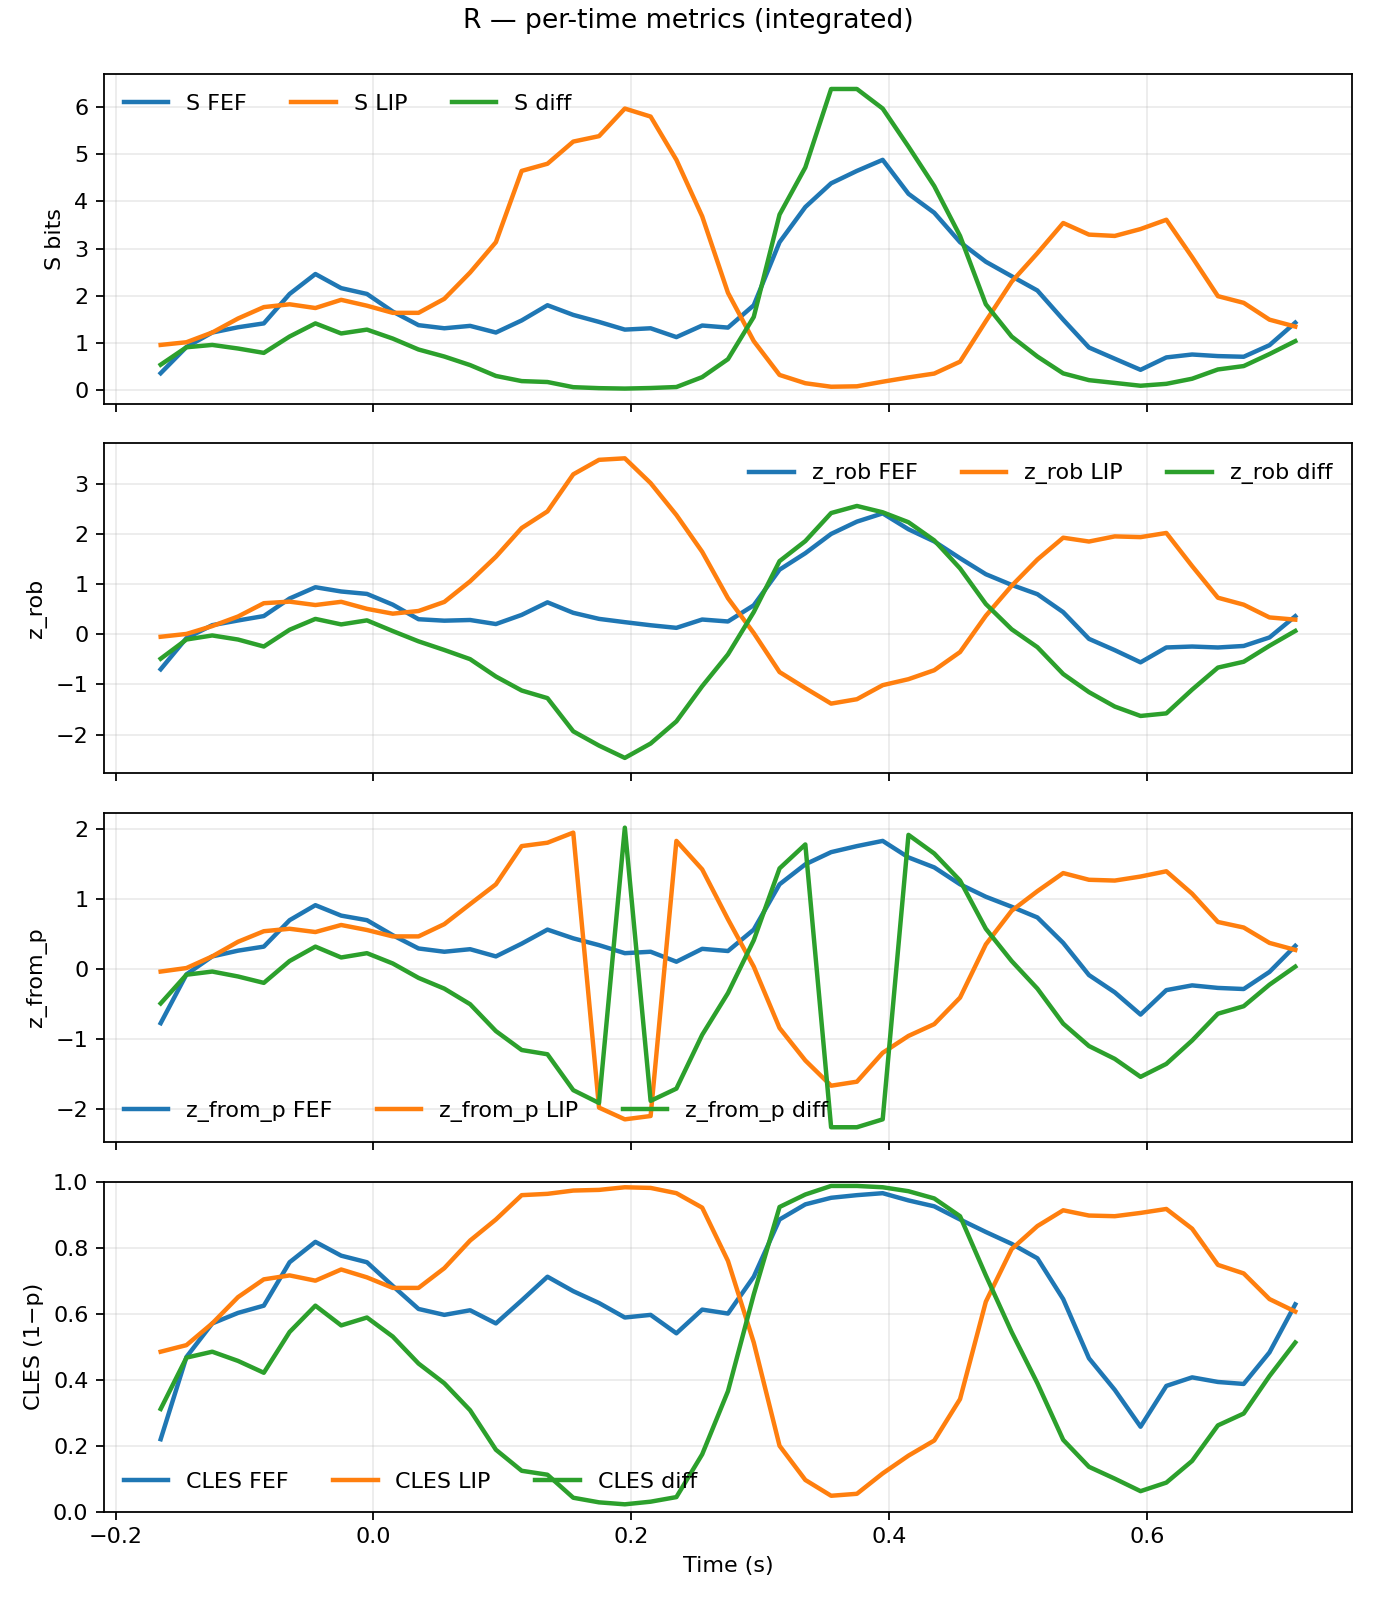 R — per-time metrics (integrated)
S FEF S LIP S diff
S bits
6
5
4
3
2
1
0
z_rob FEF z_rob LIP z_rob diff
z_rob
3
2
1
0
−1
−2
z_from_p
2
1
0
−1
−2
z_from_p FEF z_from_p LIP z_from_p diff
CLES (1−p)
1.0
0.8
0.6
0.4
0.2
0.0
CLES FEF CLES LIP CLES diff
−0.2 0.0 0.2 0.4 0.6
Time (s)